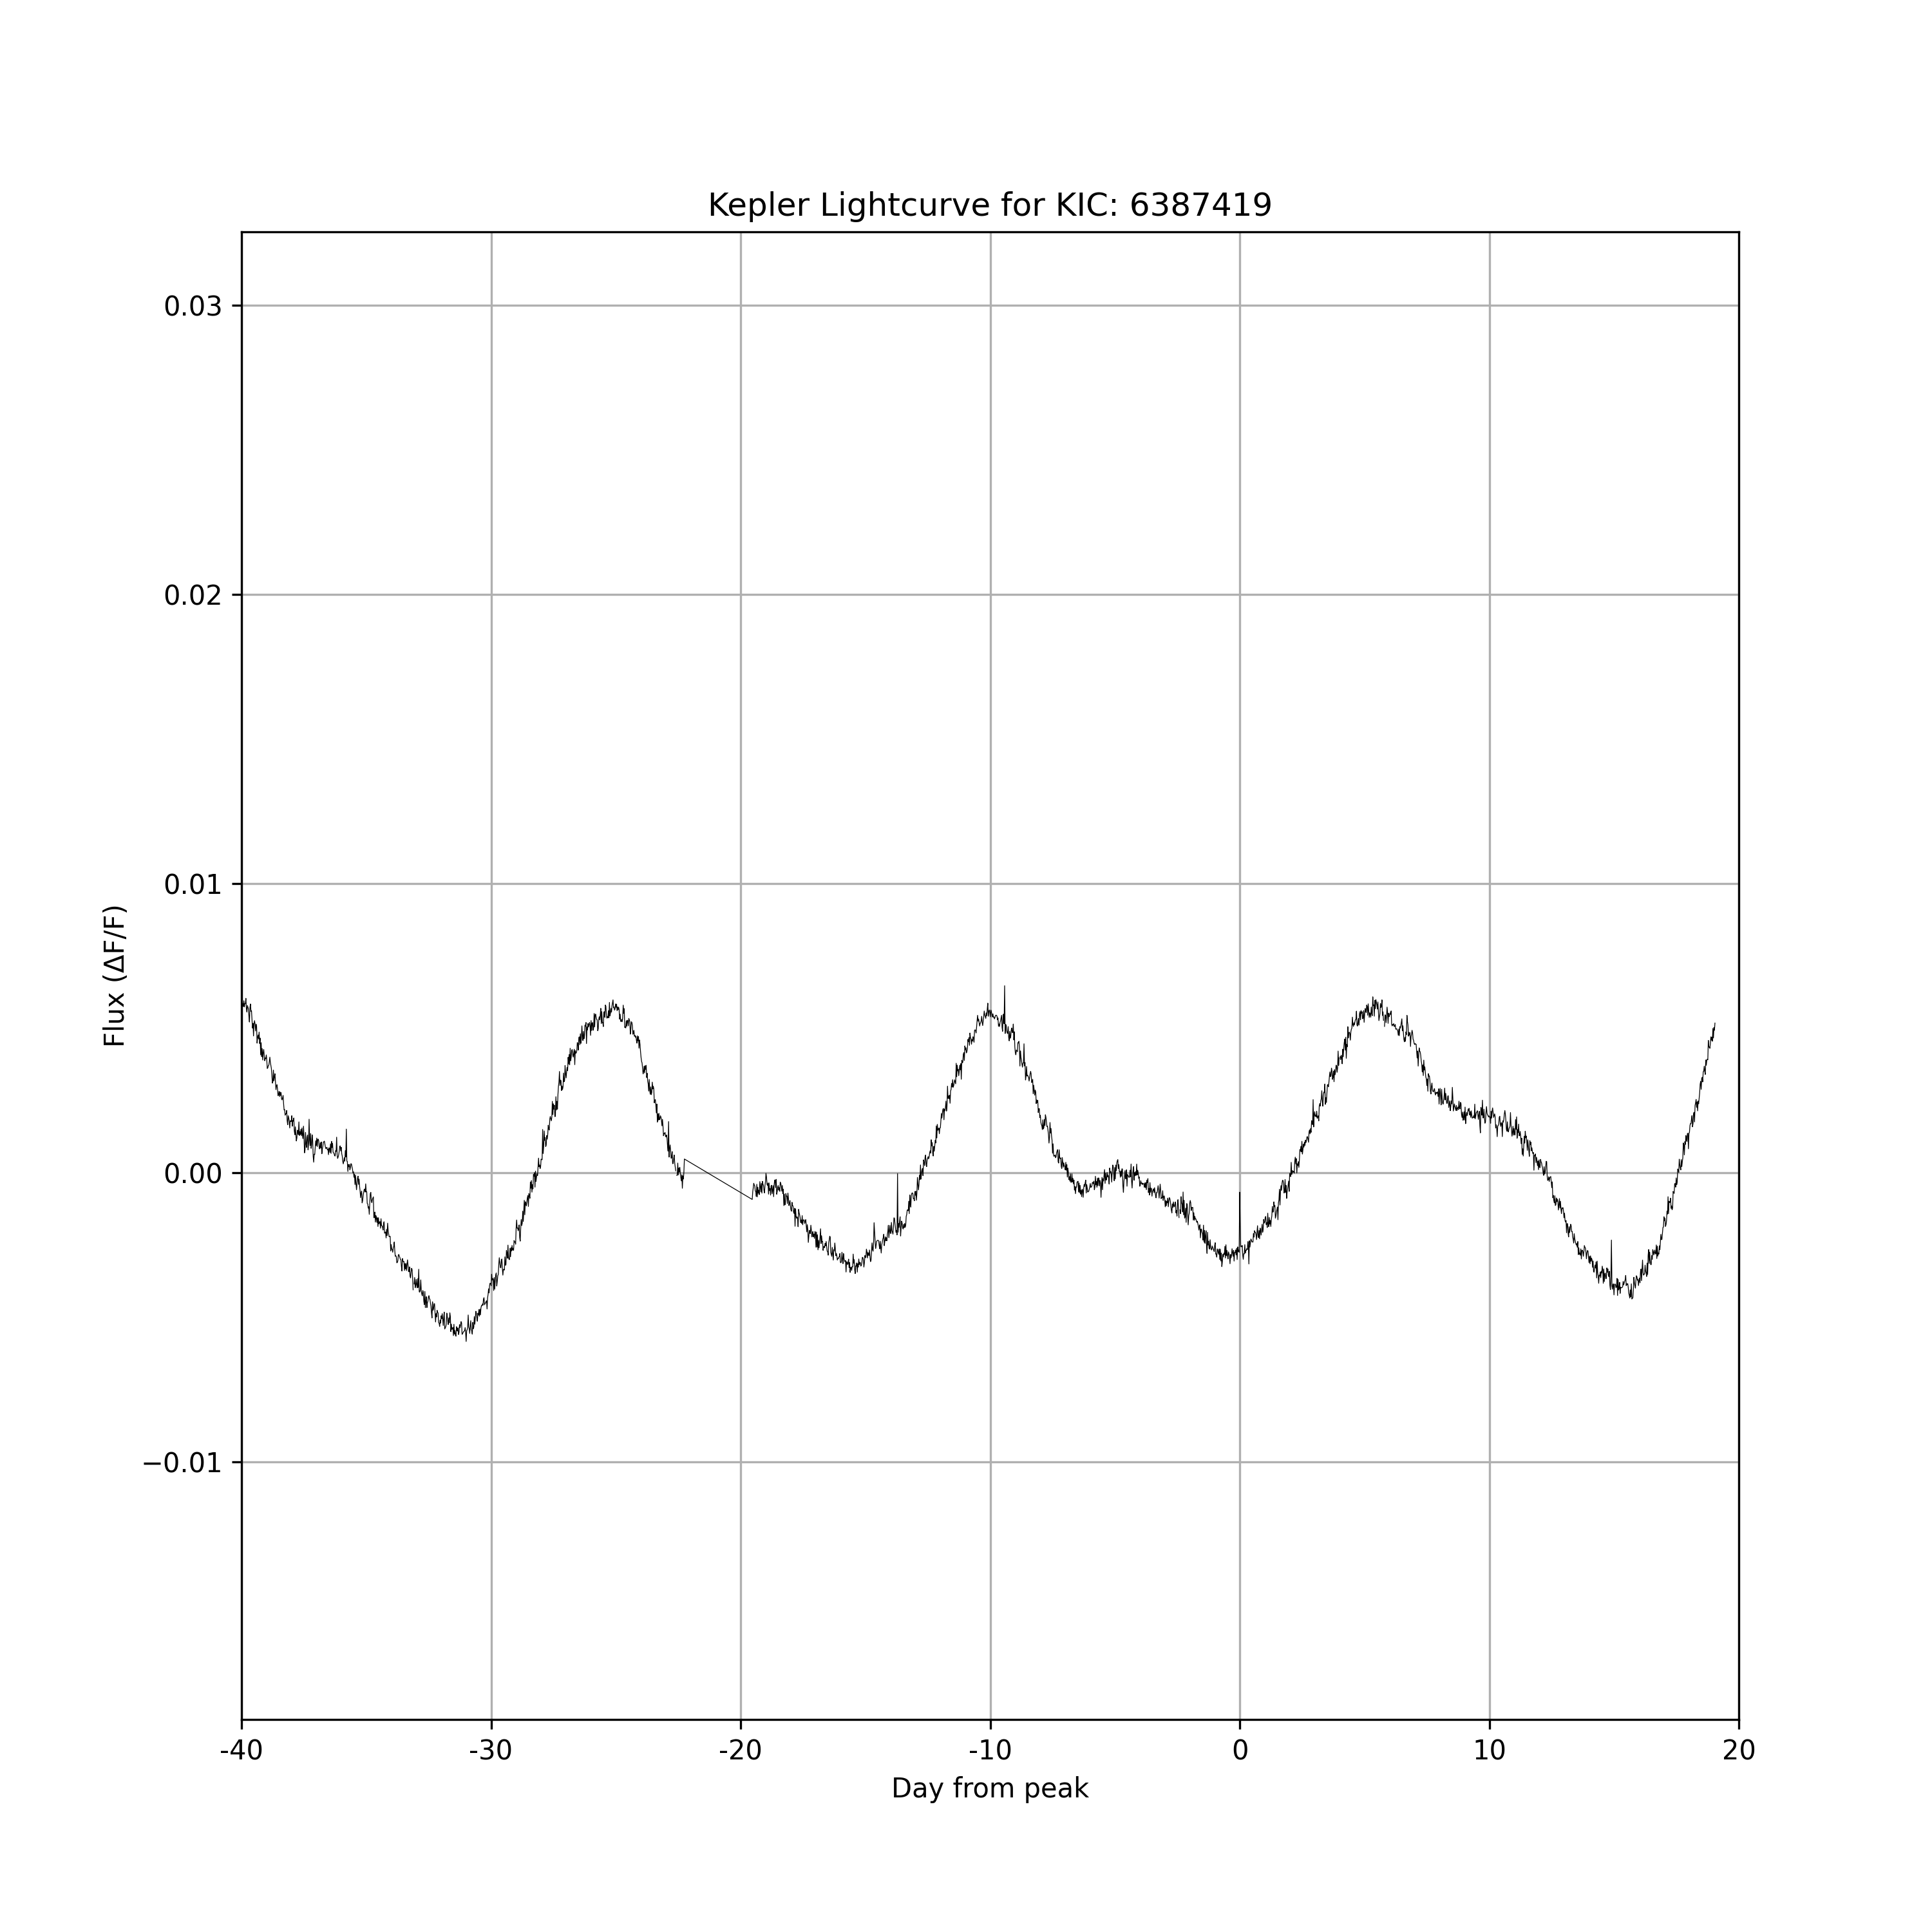 Kepler Lightcurve for KIC: 6387419
0.03
0.02
0.01
0.00
−0.01
Flux (ΔF/F)
-40 -30 -20 -10 0 10 20
Day from peak